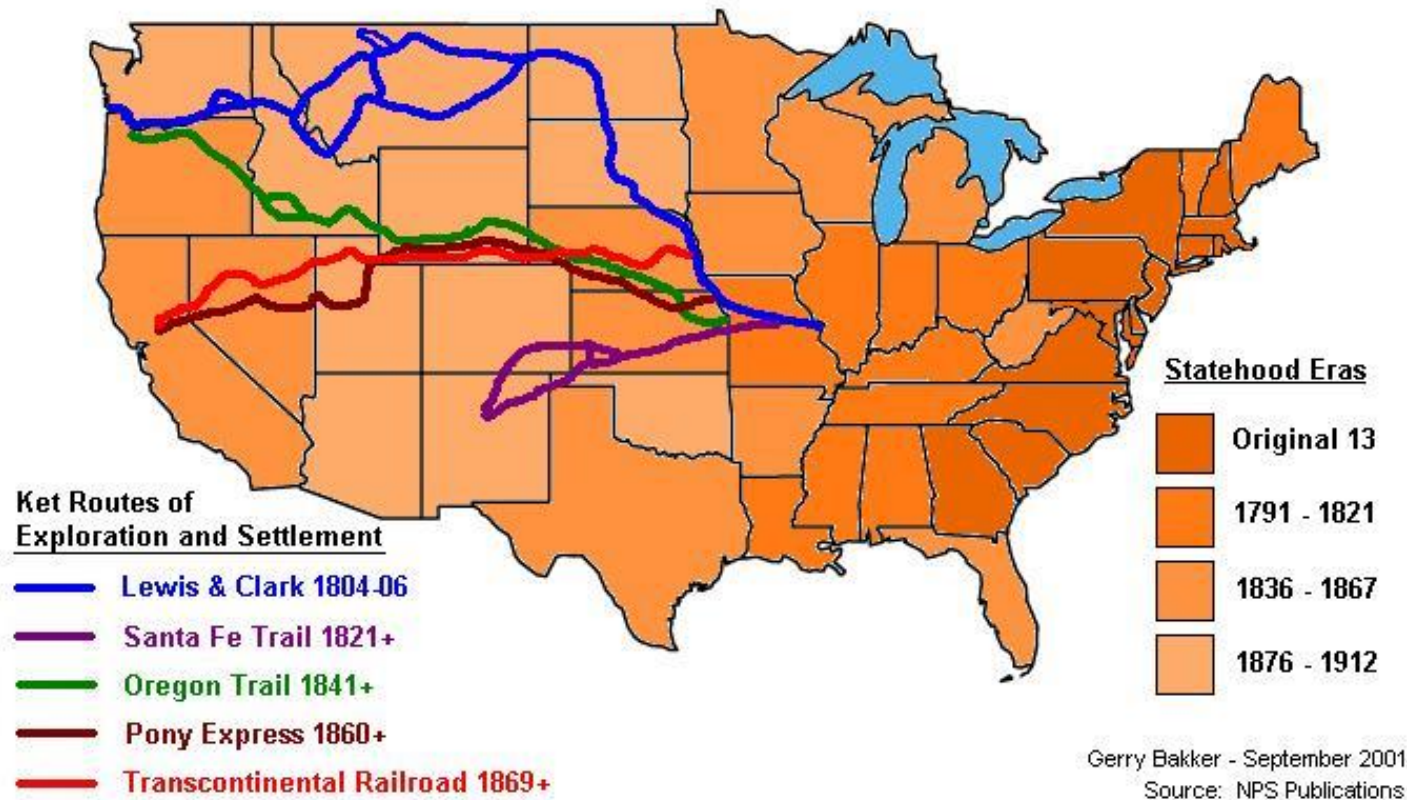 Statehood Eras
Original 13
1791 - 1821
1836 - 1867
1876 - 1912
Ket Routes of
Exploration and Settlement
Lewis & Clark 1804-06
Santa Fe Trail 1821+
Oregon Trail 1841+
Pony Express 1860+
Transcontinental Railroad 1869+
Gerry Bakker - September 2001
Source: NPS Publications